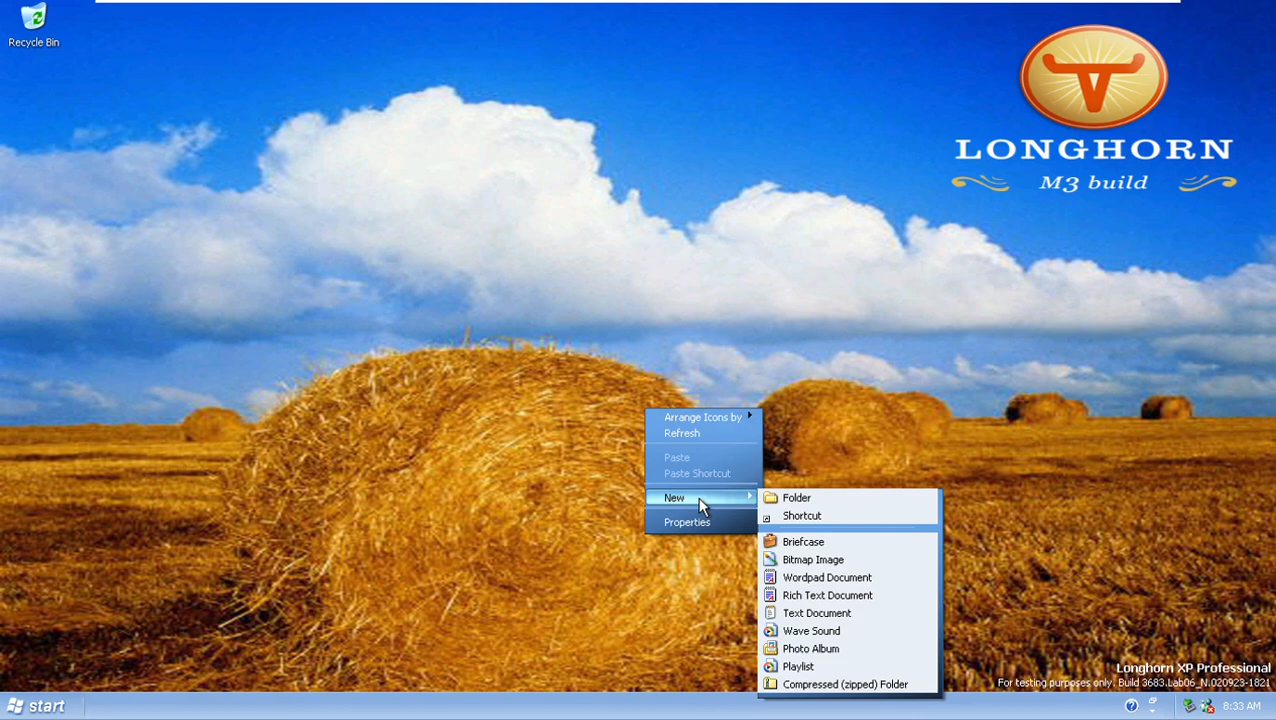 Recycle Bin
LONGHORN
M3 build
Arrange Icons by
Refresh
Paste
Paste Shortcut
New
Properties
Folder
Shortcut
Briefcase
Bitmap Image
Wordpad Document
Rich Text Document
Text Document
Wave Sound
Photo Album
Playlist
Compressed (zipped) Folder
Longhorn XP Professional
For testing purposes only. Build 3683.Lab06_N.020923-1821
start
8:33 AM